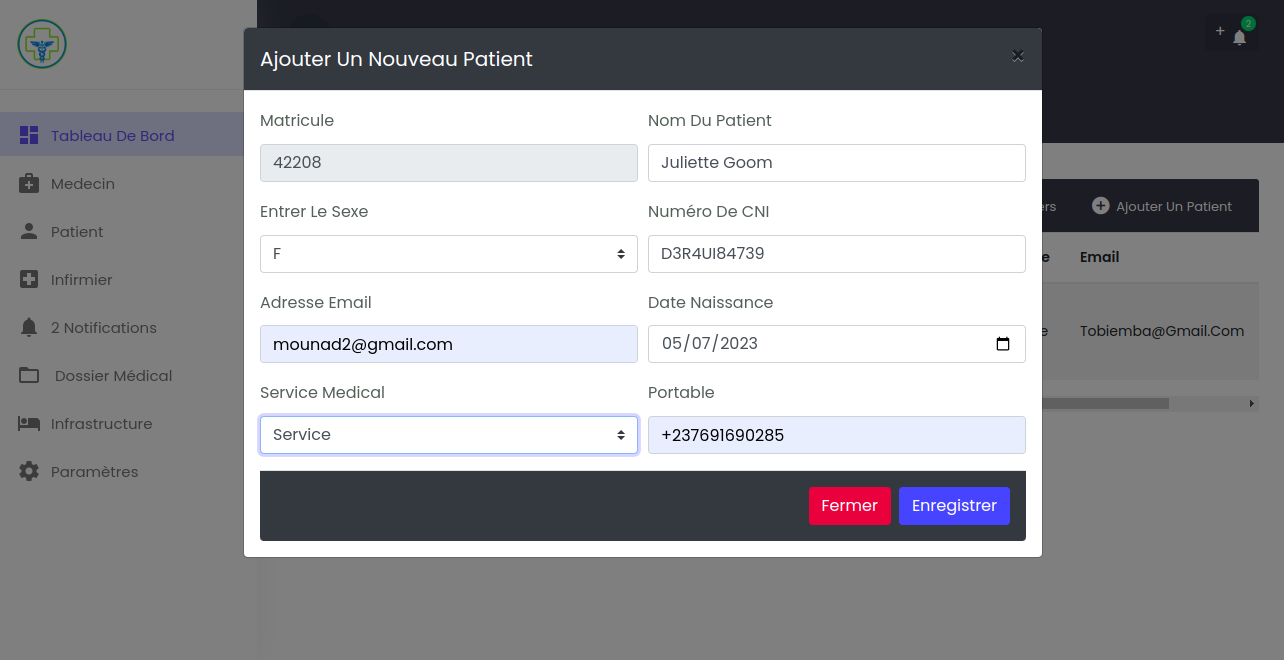 + 2
Ajouter Un Nouveau Patient ×
Matricule Nom Du Patient
42208 Juliette Goom
Entrer Le Sexe Numéro De CNI
F D3R4UI84739
Adresse Email Date Naissance
mounad2@gmail.com 05/07/2023
Service Medical Portable
Service +237691690285
Fermer Enregistrer
Tableau De Bord
Medecin
Patient
Infirmier
2 Notifications
Dossier Médical
Infrastructure
Paramètres
Ajouter Un Patient
Email
Tobiemba@Gmail.Com